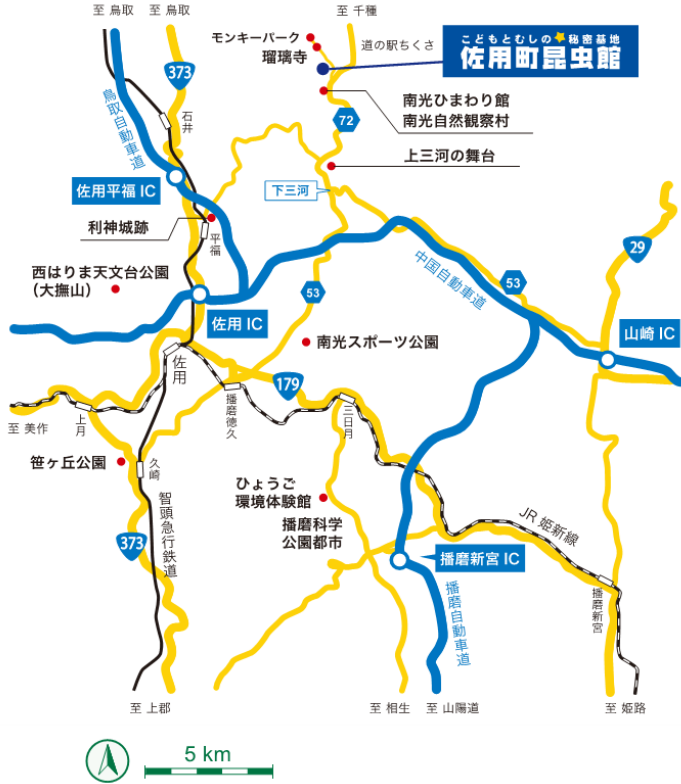 至 鳥取
至 鳥取
至 千種
モンキーパーク
瑠璃寺
道の駅ちくさ
こどもとむしの秘密基地
佐用町昆虫館
373
鳥取自動車道
石井
南光ひまわり館
南光自然観察村
72
上三河の舞台
佐用平福 IC
下三河
利神城跡
平福
29
中国自動車道
西はりま天文台公園
（大撫山）
53
53
佐用 IC
山崎 IC
南光スポーツ公園
佐用
179
播磨徳久
三日月
至 美作
上月
笹ヶ丘公園
久崎
ひょうご
環境体験館
播磨科学
公園都市
智頭急行鉄道
JR 姫新線
373
播磨新宮 IC
播磨自動車道
播磨新宮
至 上郡
至 相生
至 山陽道
至 姫路
5 km